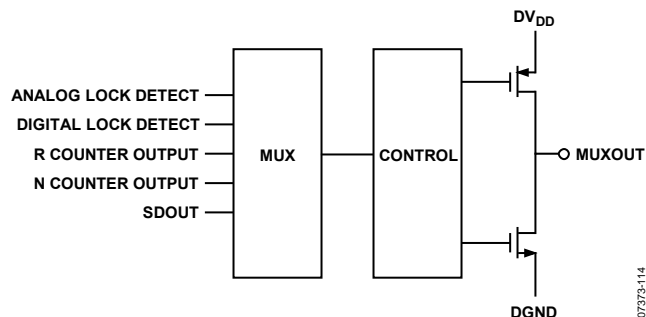 DVDD
ANALOG LOCK DETECT
DIGITAL LOCK DETECT
R COUNTER OUTPUT
N COUNTER OUTPUT
SDOUT
MUX
CONTROL
MUXOUT
DGND
07373-114